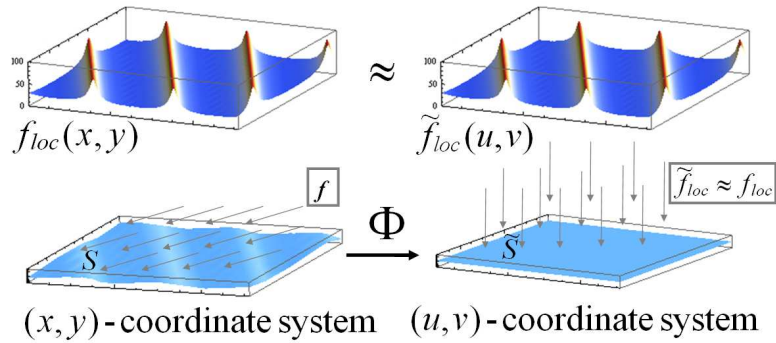 100
50
0
f_loc(x, y)
≈
100
50
0
f̃_loc(u, v)
f
f̃_loc ≈ f_loc
S
Φ
S̃
(x, y) - coordinate system
(u, v) - coordinate system